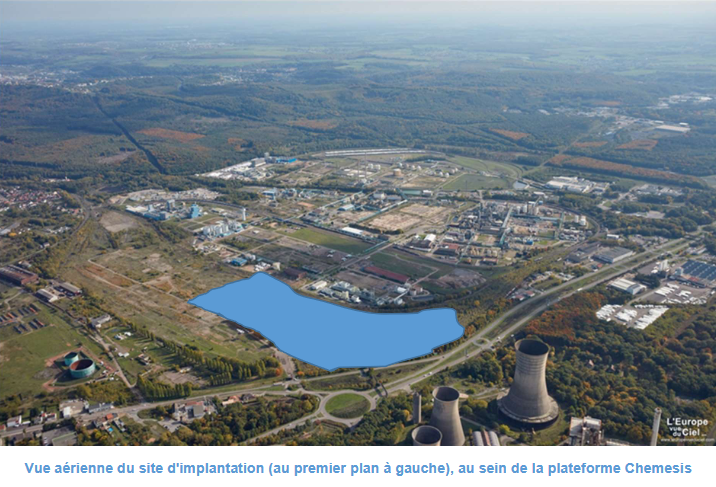 L'Europe
vue du
Ciel
Vue aérienne du site d'implantation (au premier plan à gauche), au sein de la plateforme Chemesis